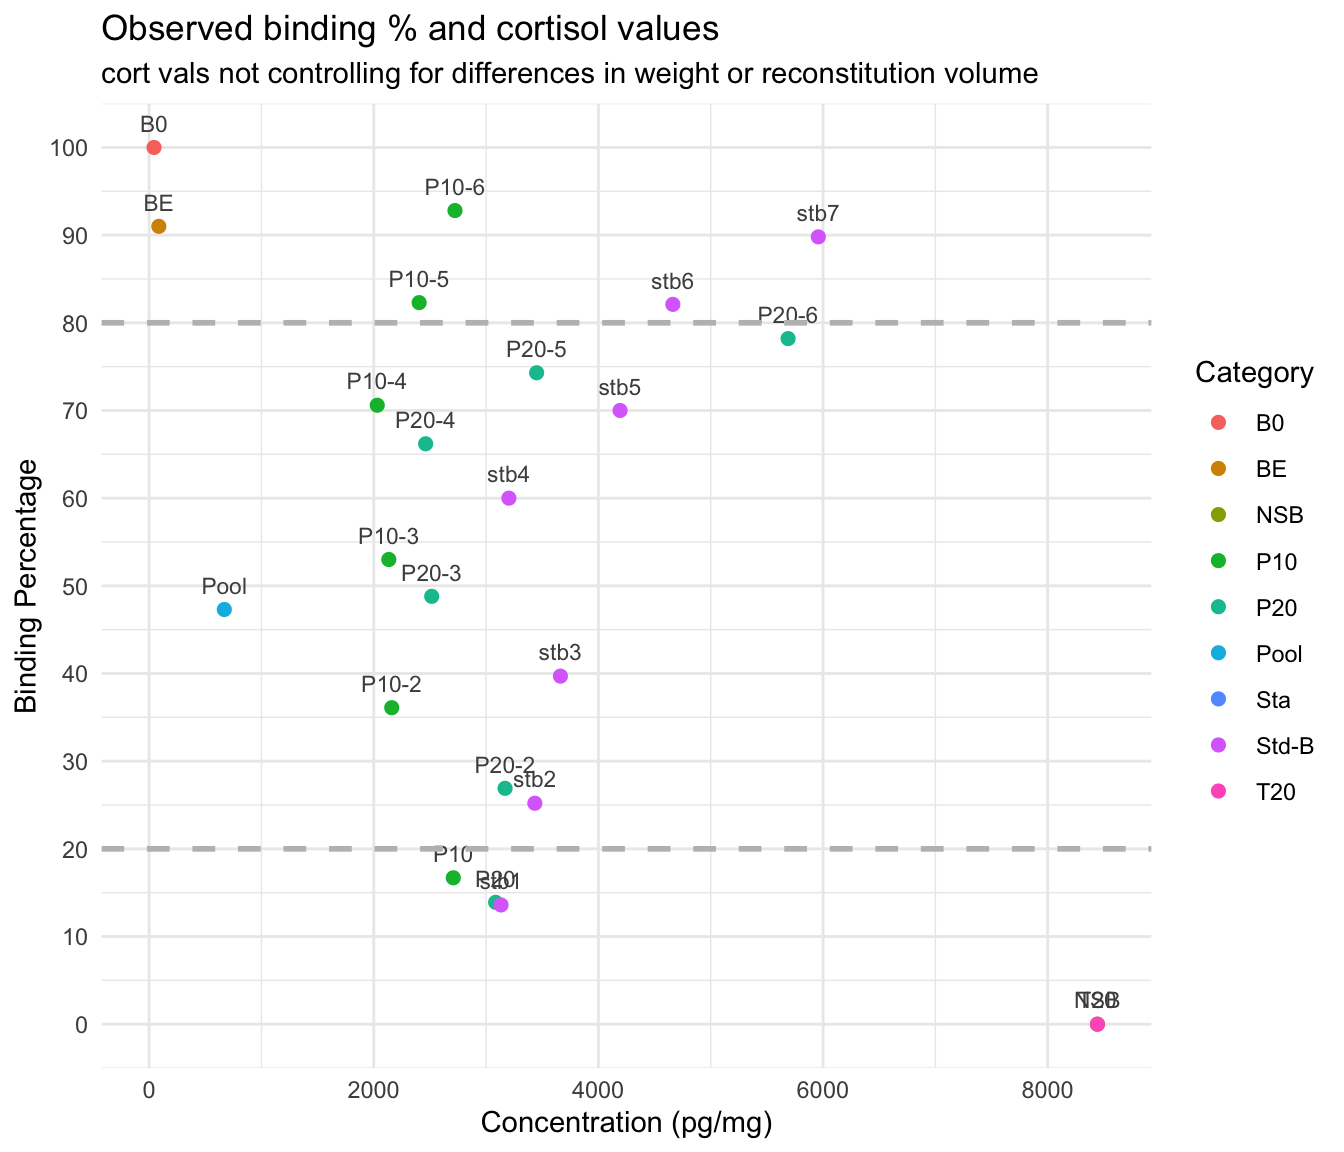 Observed binding % and cortisol values
cort vals not controlling for differences in weight or reconstitution volume
B0
BE
P10-6
stb7
P10-5
stb6
P20-6
P20-5
P10-4
stb5
P20-4
stb4
P10-3
P20-3
Pool
stb3
P10-2
P20-2
stb2
P10
P20
stb1
NSB
T20
100
90
80
70
60
50
40
30
20
10
0
0
2000
4000
6000
8000
Binding Percentage
Concentration (pg/mg)
Category
B0
BE
NSB
P10
P20
Pool
Sta
Std-B
T20